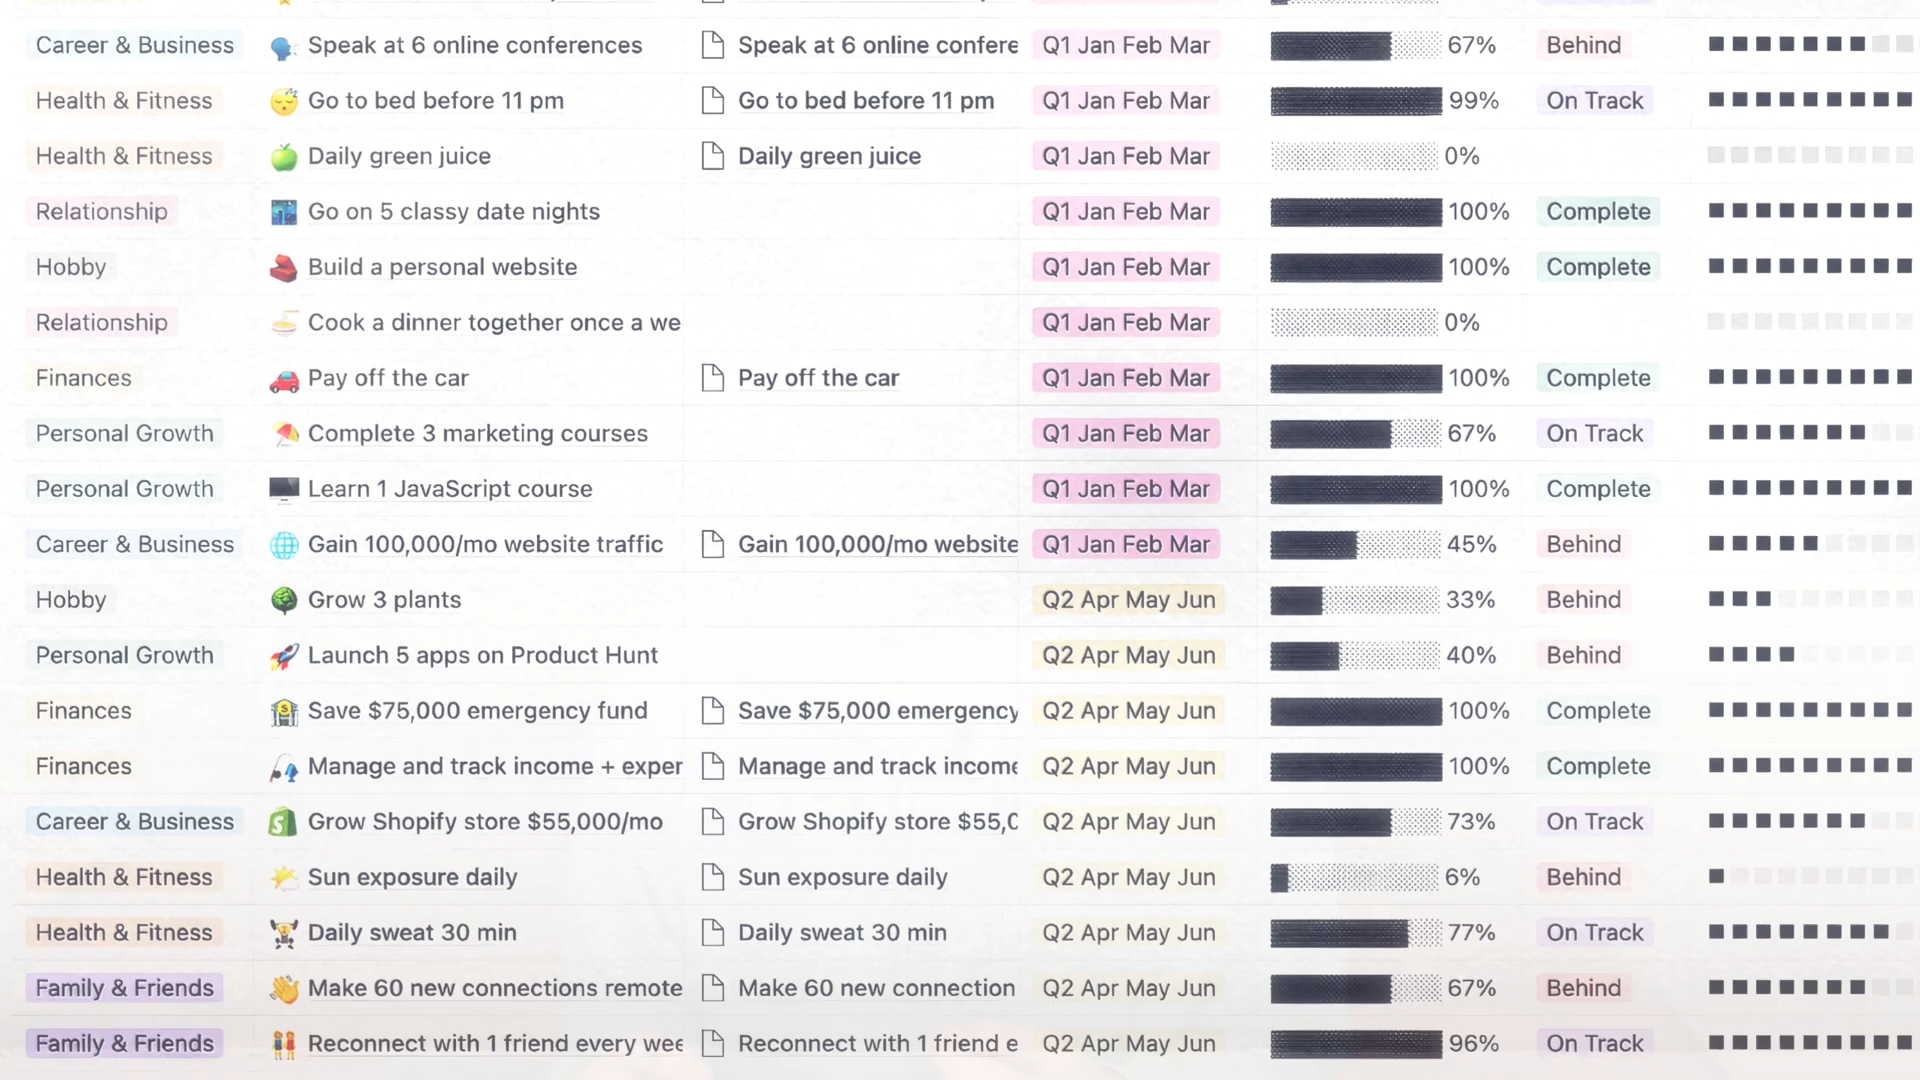 Career & Business Speak at 6 online conferences Speak at 6 online confere Q1 Jan Feb Mar 67% Behind
Health & Fitness Go to bed before 11 pm Go to bed before 11 pm Q1 Jan Feb Mar 99% On Track
Health & Fitness Daily green juice Daily green juice Q1 Jan Feb Mar 0%
Relationship Go on 5 classy date nights Q1 Jan Feb Mar 100% Complete
Hobby Build a personal website Q1 Jan Feb Mar 100% Complete
Relationship Cook a dinner together once a we Q1 Jan Feb Mar 0%
Finances Pay off the car Pay off the car Q1 Jan Feb Mar 100% Complete
Personal Growth Complete 3 marketing courses Q1 Jan Feb Mar 67% On Track
Personal Growth Learn 1 JavaScript course Q1 Jan Feb Mar 100% Complete
Career & Business Gain 100,000/mo website traffic Gain 100,000/mo website Q1 Jan Feb Mar 45% Behind
Hobby Grow 3 plants Q2 Apr May Jun 33% Behind
Personal Growth Launch 5 apps on Product Hunt Q2 Apr May Jun 40% Behind
Finances Save $75,000 emergency fund Save $75,000 emergency Q2 Apr May Jun 100% Complete
Finances Manage and track income + exper Manage and track income Q2 Apr May Jun 100% Complete
Career & Business Grow Shopify store $55,000/mo Grow Shopify store $55,0 Q2 Apr May Jun 73% On Track
Health & Fitness Sun exposure daily Sun exposure daily Q2 Apr May Jun 6% Behind
Health & Fitness Daily sweat 30 min Daily sweat 30 min Q2 Apr May Jun 77% On Track
Family & Friends Make 60 new connections remote Make 60 new connection Q2 Apr May Jun 67% Behind
Family & Friends Reconnect with 1 friend every wee Reconnect with 1 friend e Q2 Apr May Jun 96% On Track